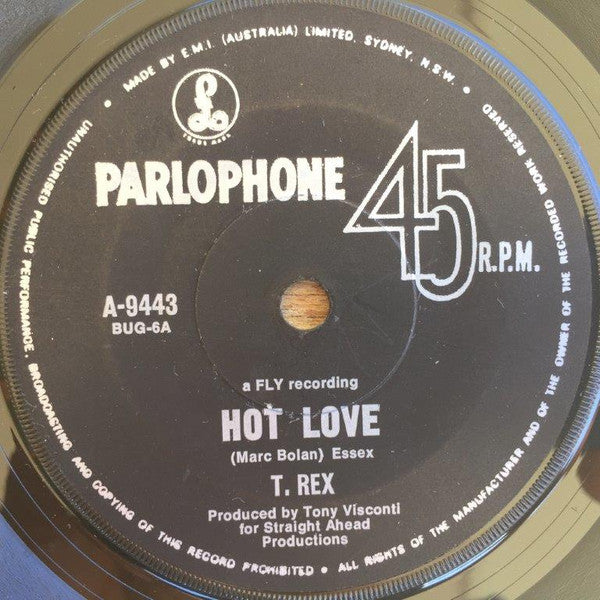 • MADE BY E.M.I. (AUSTRALIA) LIMITED. SYDNEY. N.S.W. •
PARLOPHONE
45
R.P.M.
A-9443
BUG-6A
a FLY recording
HOT LOVE
(Marc Bolan) Essex
T. REX
Produced by Tony Visconti
for Straight Ahead
Productions
UNAUTHORISED PUBLIC PERFORMANCE, BROADCASTING AND COPYING OF THIS RECORD PROHIBITED • ALL RIGHTS OF THE MANUFACTURER AND OF THE OWNER OF THE RECORDED WORK RESERVED